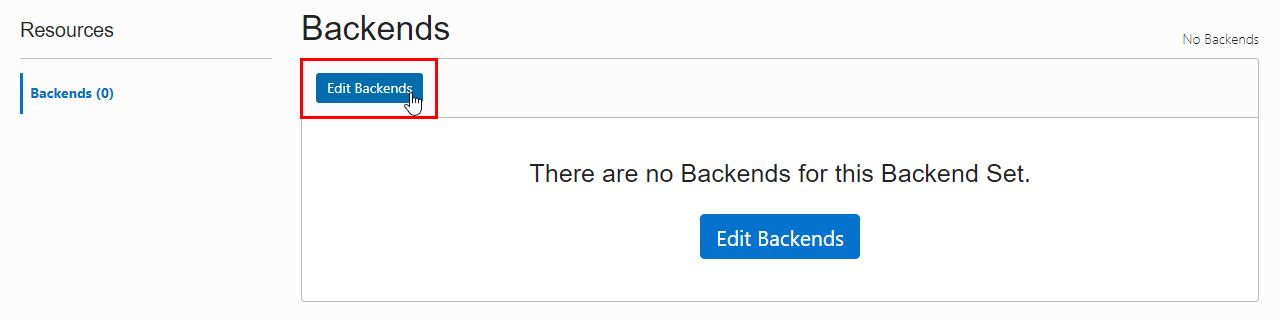 Resources
Backends (0)
Backends
No Backends
Edit Backends
There are no Backends for this Backend Set.
Edit Backends